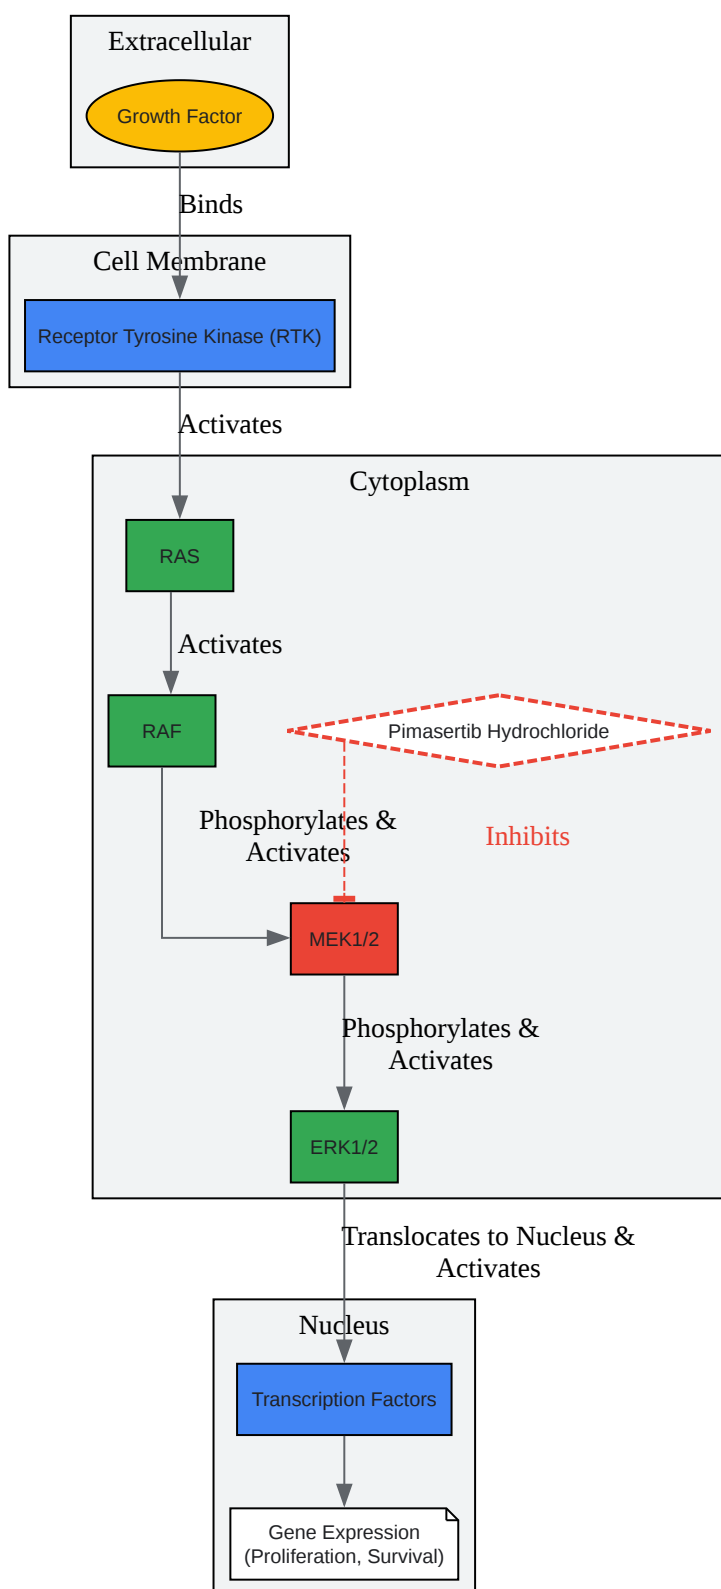 Extracellular
Growth Factor
Binds
Cell Membrane
Receptor Tyrosine Kinase (RTK)
Activates
Cytoplasm
RAS
Activates
RAF
Pimasertib Hydrochloride
Phosphorylates &
Activates
Inhibits
MEK1/2
Phosphorylates &
Activates
ERK1/2
Translocates to Nucleus &
Activates
Nucleus
Transcription Factors
Gene Expression
(Proliferation, Survival)